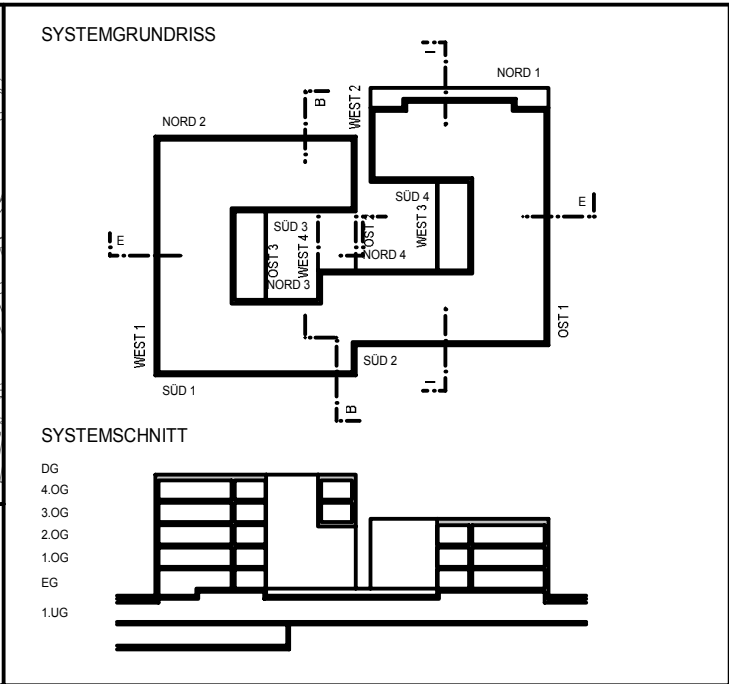 SYSTEMGRUNDRISS
I
NORD 1
B
WEST 2
NORD 2
SÜD 4
E
SÜD 3
WEST 3
E
WEST 4
OST 3
NORD 4
NORD 3
WEST 1
OST 1
SÜD 2
SÜD 1
I
B
SYSTEMSCHNITT
DG
4.OG
3.OG
2.OG
1.OG
EG
1.UG